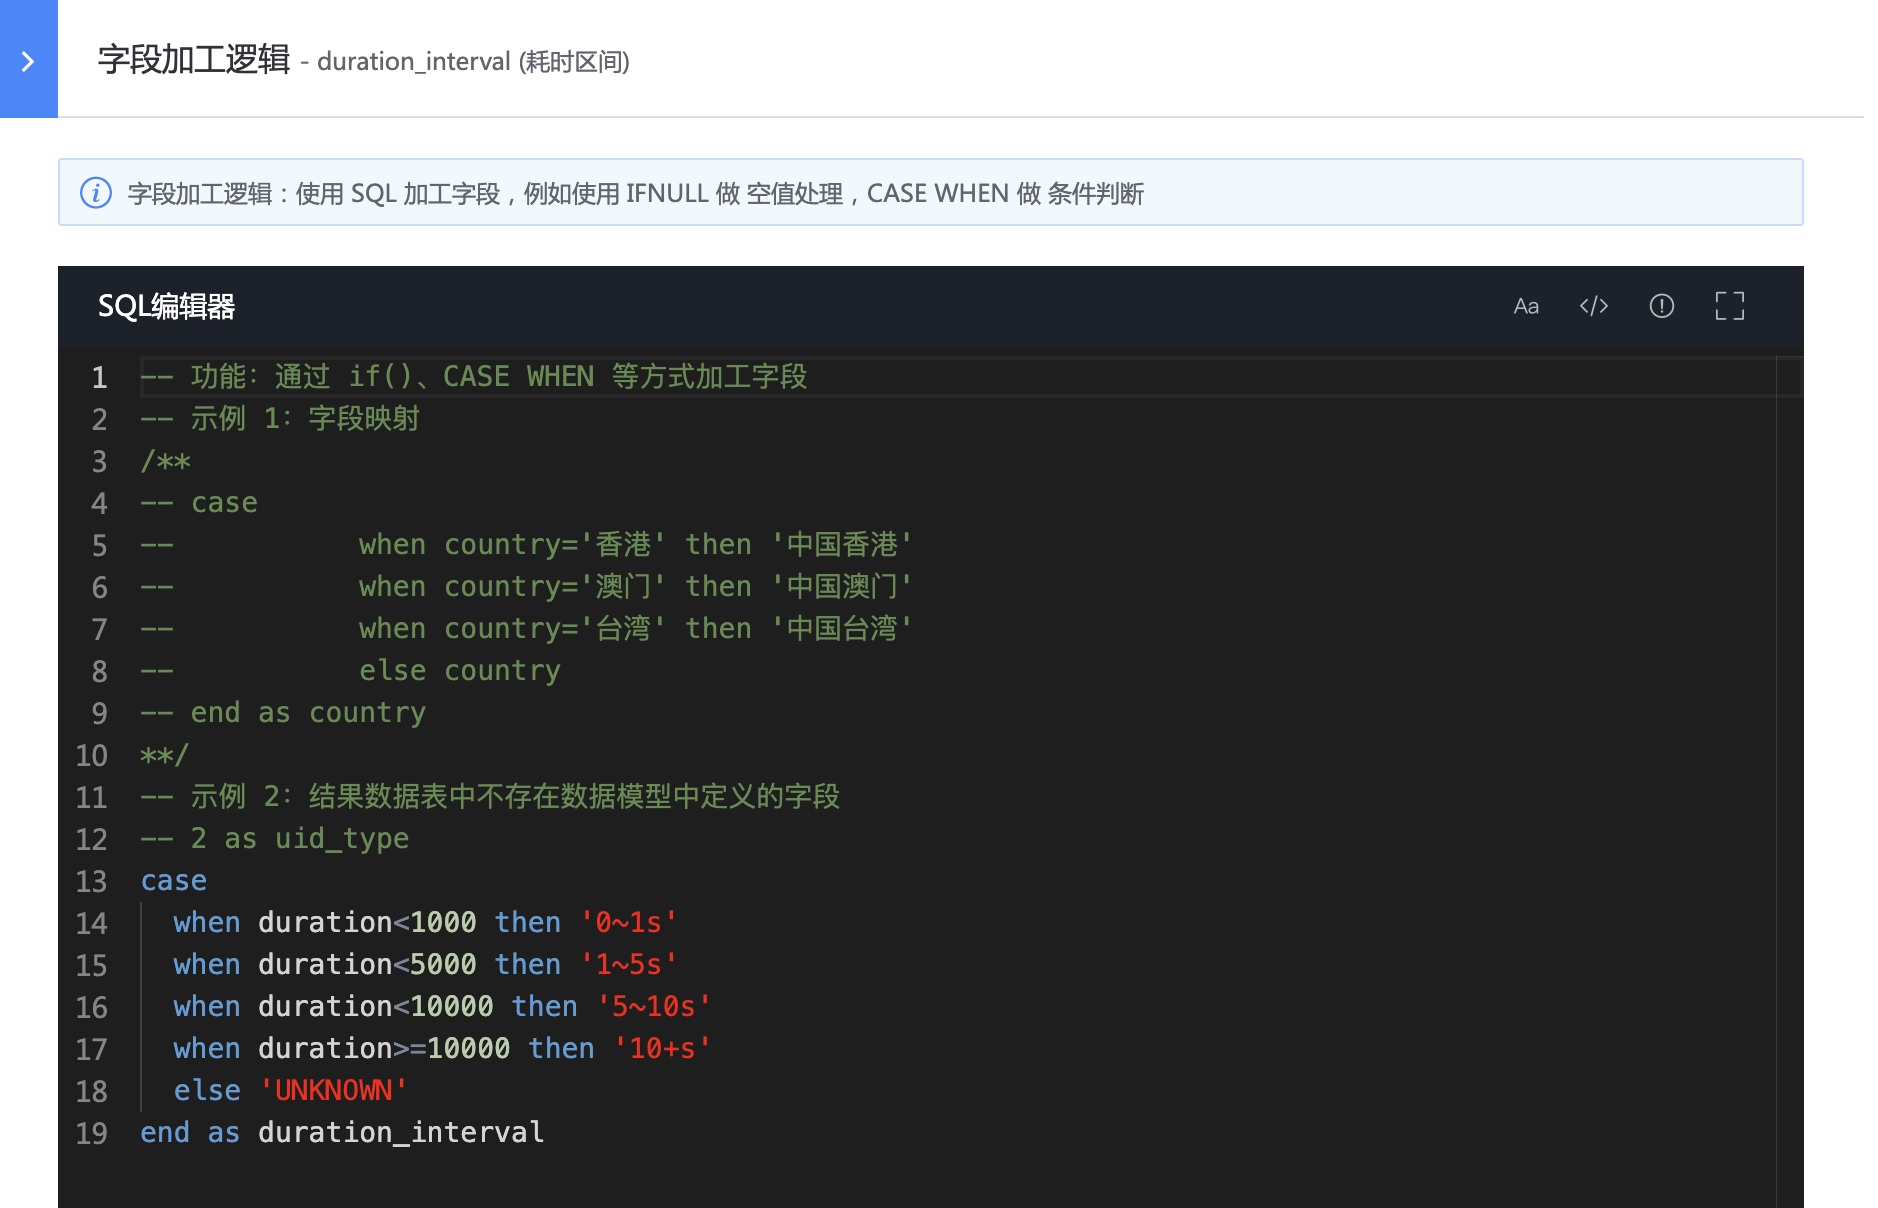 字段加工逻辑 - duration_interval (耗时区间)
字段加工逻辑：使用 SQL 加工字段，例如使用 IFNULL 做 空值处理，CASE WHEN 做 条件判断
SQL编辑器 Aa </>
1 -- 功能：通过 if()、CASE WHEN 等方式加工字段
2 -- 示例 1：字段映射
3 /**
4 -- case
5 --           when country='香港' then '中国香港'
6 --           when country='澳门' then '中国澳门'
7 --           when country='台湾' then '中国台湾'
8 --           else country
9 -- end as country
10 **/
11 -- 示例 2：结果数据表中不存在数据模型中定义的字段
12 -- 2 as uid_type
13 case
14   when duration<1000 then '0~1s'
15   when duration<5000 then '1~5s'
16   when duration<10000 then '5~10s'
17   when duration>=10000 then '10+s'
18   else 'UNKNOWN'
19 end as duration_interval